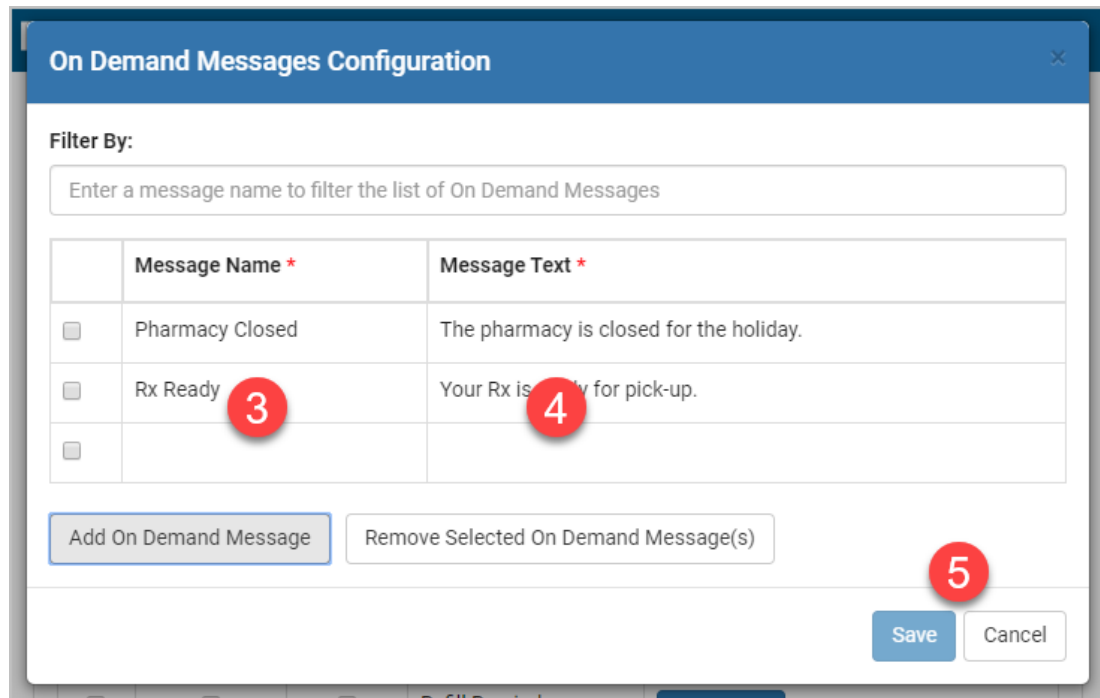 On Demand Messages Configuration ×
Filter By:
Enter a message name to filter the list of On Demand Messages
Message Name * Message Text *
Pharmacy Closed The pharmacy is closed for the holiday.
Rx Ready Your Rx is for pick-up.
3 4
Add On Demand Message Remove Selected On Demand Message(s)
5
Save Cancel